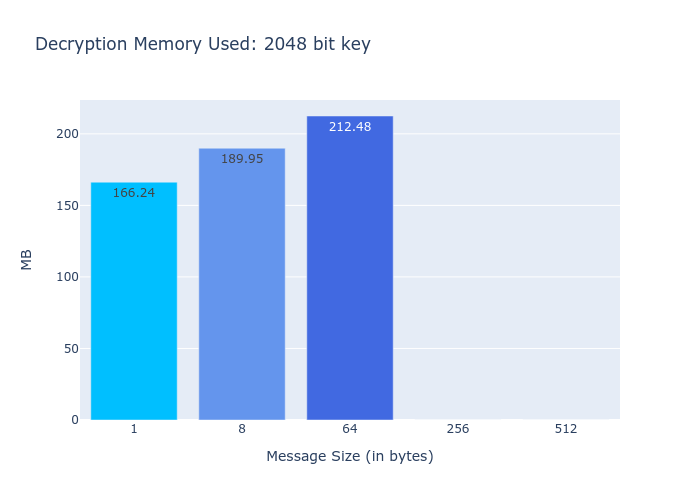 Decryption Memory Used: 2048 bit key
MB
200
150
100
50
0
166.24
189.95
212.48
1 8 64 256 512
Message Size (in bytes)